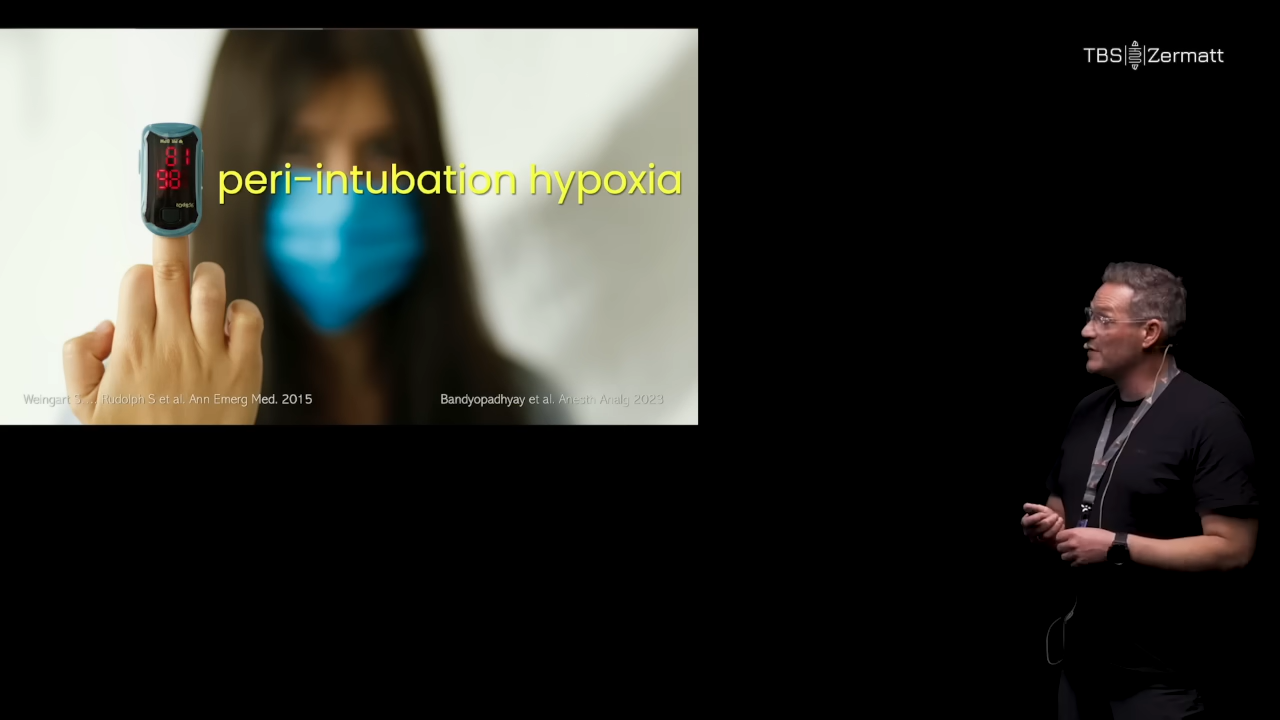 TBS Zermatt
81
98
peri-intubation hypoxia
Weingart S ... Rudolph S et al. Ann Emerg Med. 2015
Bandyopadhyay et al. Anesth Analg 2023